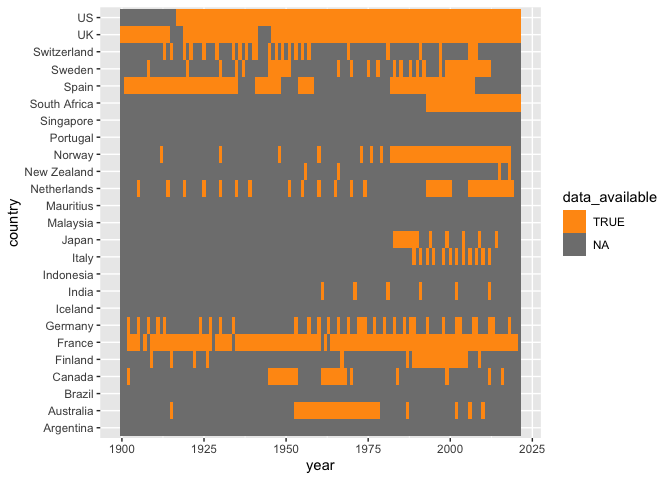 US
UK
Switzerland
Sweden
Spain
South Africa
Singapore
Portugal
Norway
New Zealand
Netherlands
Mauritius
Malaysia
Japan
Italy
Indonesia
India
Iceland
Germany
France
Finland
Canada
Brazil
Australia
Argentina
country
1900 1925 1950 1975 2000 2025
year
data_available
TRUE
NA